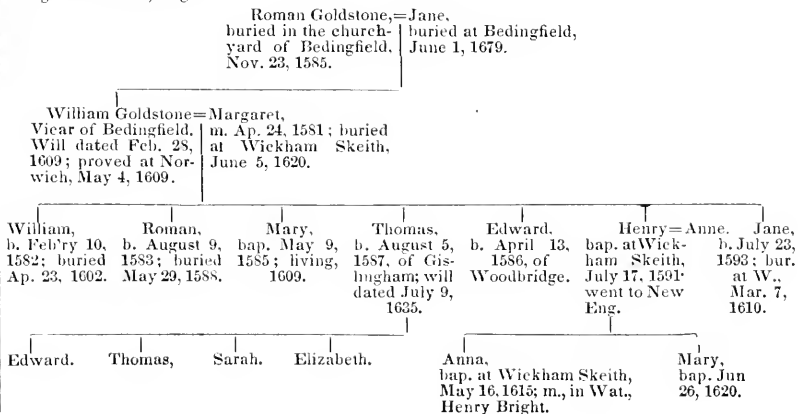 Roman Goldstone,=Jane,
buried in the church-
yard of Bedingfield,
Nov. 23, 1585.
buried at Bedingfield,
June 1, 1679.
William Goldstone=Margaret,
Vicar of Bedingfield.
Will dated Feb. 28,
1609; proved at Nor-
wich, May 4, 1609.
m. Ap. 24, 1581; buried
at Wickham Skeith,
June 5, 1620.
William,
b. Feb'ry 10,
1582; buried
Ap. 23, 1602.
Roman,
b. August 9,
1583; buried
May 29, 1588.
Mary,
bap. May 9,
1585; living,
1609.
Thomas,
b. August 5,
1587, of Gis-
hngham; will
dated July 9,
1635.
Edward.
b. April 13,
1586, of
Woodbridge.
Henry=Anne.
bap. at Wick-
ham Skeith,
July 17, 1591·
went to New
Eng.
Jane,
b. July 23,
1593; bur.
at W.,
Mar. 7,
1610.
Edward.
Thomas,
Sarah.
Elizabeth.
Anna,
bap. at Wickham Skeith,
May 16, 1615; m., in Wat.,
Henry Bright.
Mary,
bap. Jun
26, 1620.